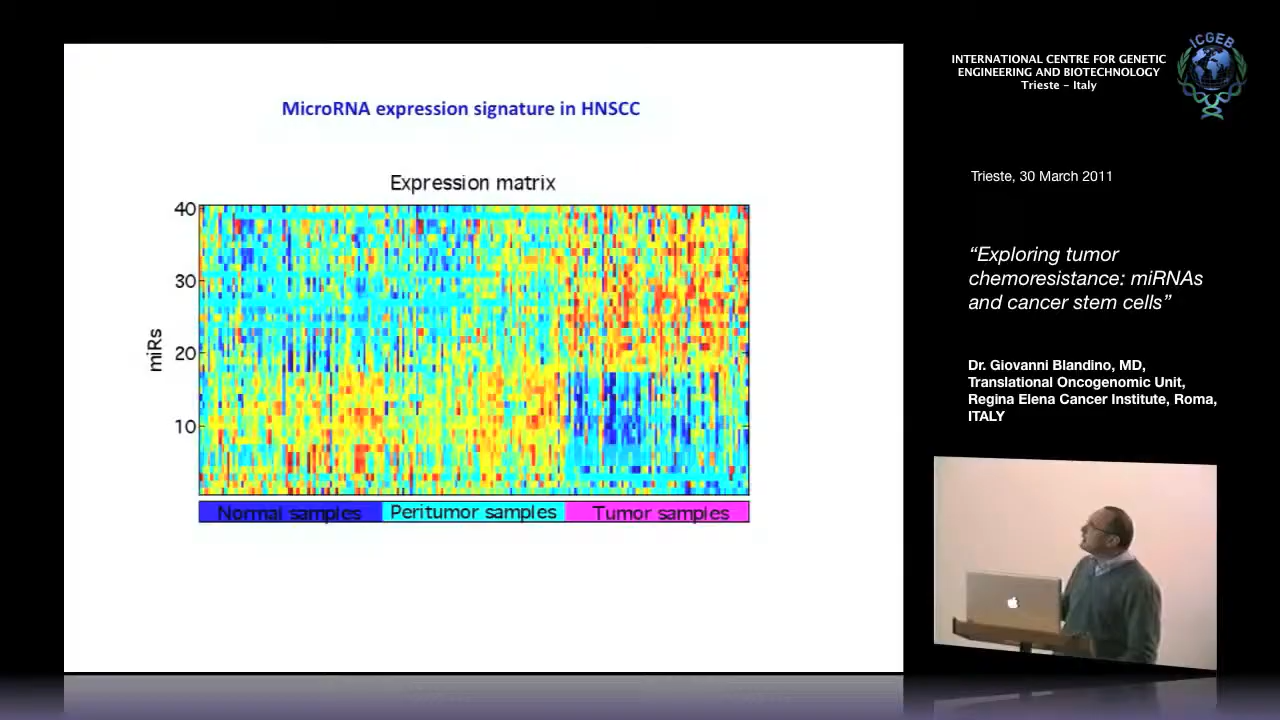 MicroRNA expression signature in HNSCC
Expression matrix
40
30
20
10
miRs
Normal samples
Peritumor samples
Tumor samples
ICGEB
INTERNATIONAL CENTRE FOR GENETIC
ENGINEERING AND BIOTECHNOLOGY
Trieste - Italy
Trieste, 30 March 2011
“Exploring tumor
chemoresistance: miRNAs
and cancer stem cells”
Dr. Giovanni Blandino, MD,
Translational Oncogenomic Unit,
Regina Elena Cancer Institute, Roma,
ITALY